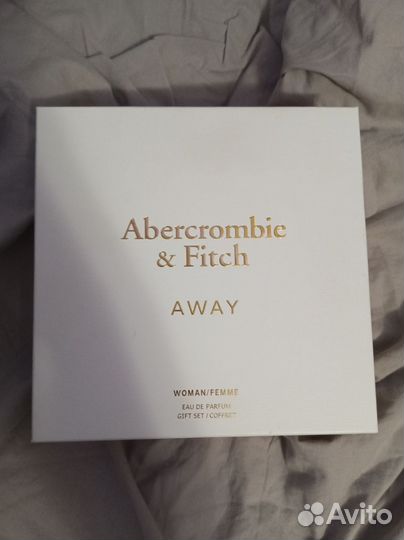 Abercrombie
& Fitch
AWAY
WOMAN/FEMME
EAU DE PARFUM
GIFT SET / COFFRET
Avito